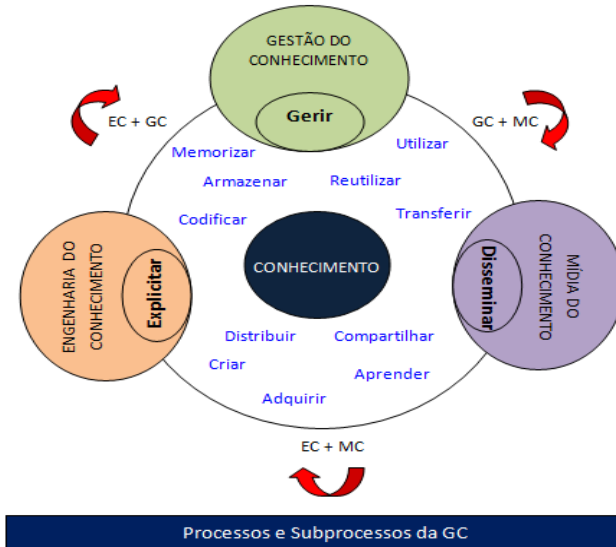 GESTÃO DO
CONHECIMENTO
Gerir
EC + GC
GC + MC
Memorizar
Utilizar
Armazenar
Reutilizar
Codificar
Transferir
ENGENHARIA DO
CONHECIMENTO
Explicitar
CONHECIMENTO
Disseminar
MÍDIA DO
CONHECIMENTO
Distribuir
Compartilhar
Criar
Aprender
Adquirir
EC + MC
Processos e Subprocessos da GC